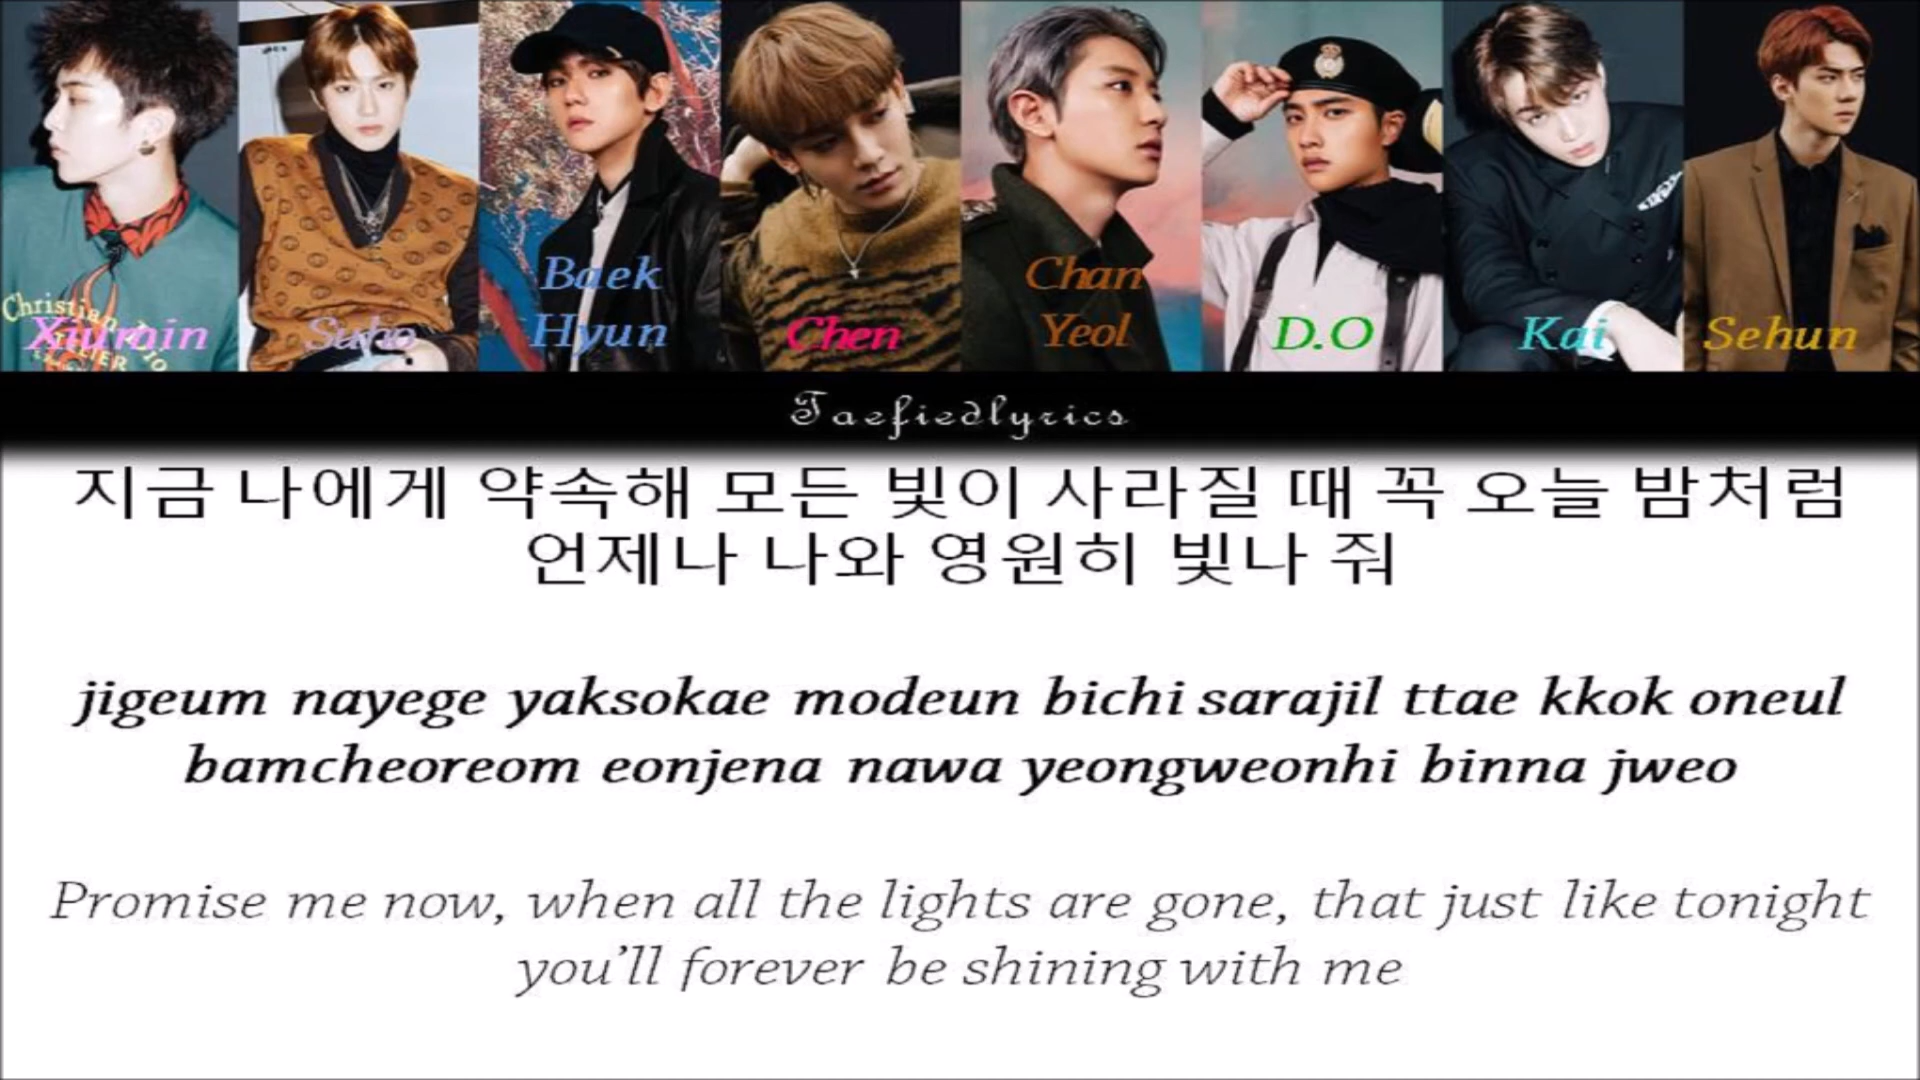 Christian Dior
ATELIER
Xiumin
Suho
Baek
Hyun
Chen
Chan
Yeol
D.O
Kai
Sehun
Taefiedlyrics
지금 나에게 약속해 모든 빛이 사라질 때 꼭 오늘 밤처럼
언제나 나와 영원히 빛나 줘
jigeum nayege yaksokae modeun bichi sarajil ttae kkok oneul
bamcheoreom eonjena nawa yeongweonhi binna jweo
Promise me now, when all the lights are gone, that just like tonight
you’ll forever be shining with me